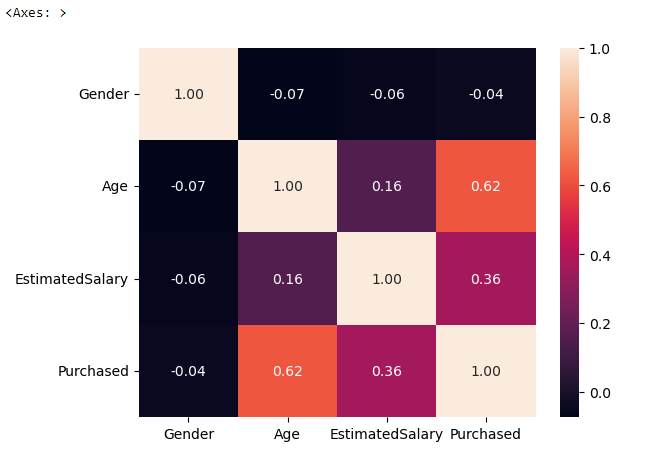 <Axes: >
1.0
Gender 1.00 -0.07 -0.06 -0.04
0.8
Age -0.07 1.00 0.16 0.62
0.6
0.4
EstimatedSalary -0.06 0.16 1.00 0.36
0.2
Purchased -0.04 0.62 0.36 1.00
0.0
Gender Age EstimatedSalary Purchased